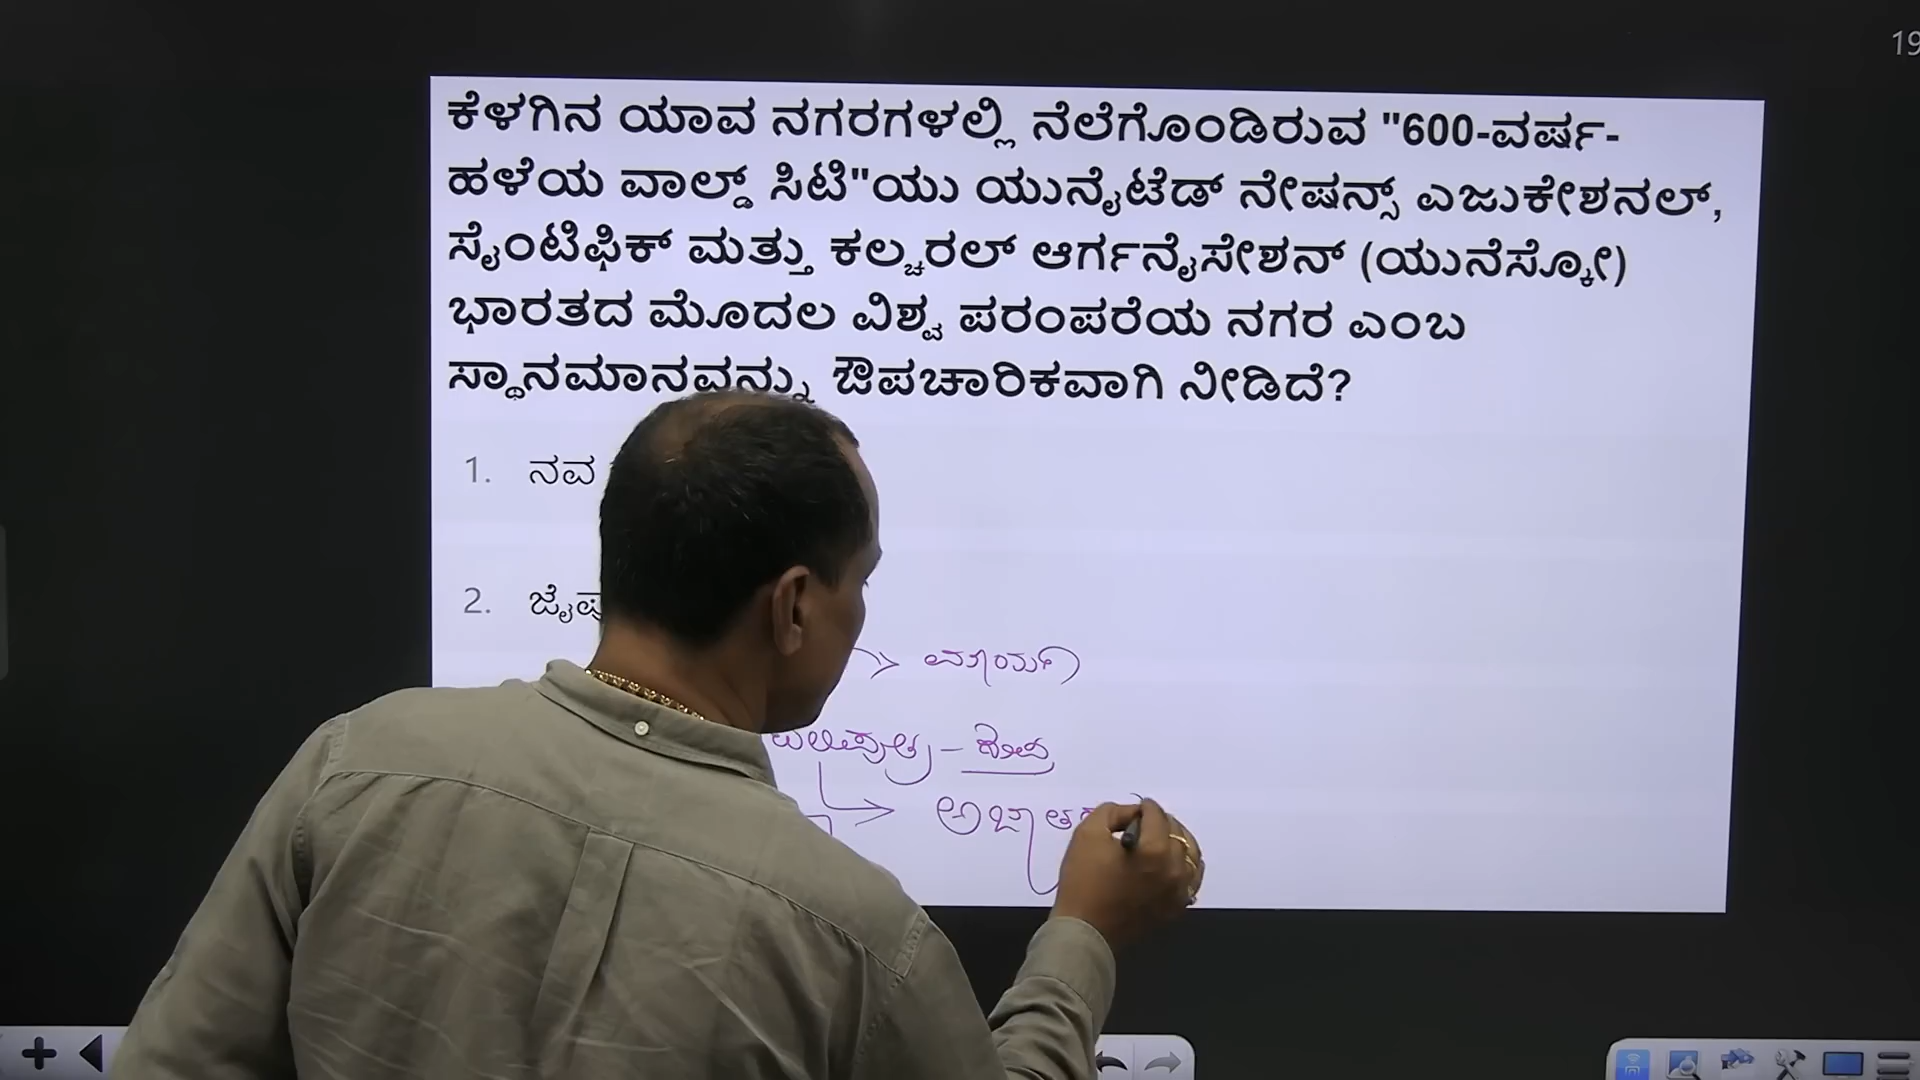 19
ಕೆಳಗಿನ ಯಾವ ನಗರಗಳಲ್ಲಿ ನೆಲೆಗೊಂಡಿರುವ "600-ವರ್ಷ-
ಹಳೆಯ ವಾಲ್ಡ್ ಸಿಟಿ"ಯು ಯುನೈಟೆಡ್ ನೇಷನ್ಸ್ ಎಜುಕೇಶನಲ್,
ಸೈಂಟಿಫಿಕ್ ಮತ್ತು ಕಲ್ಚರಲ್ ಆರ್ಗನೈಸೇಶನ್ (ಯುನೆಸ್ಕೋ)
ಭಾರತದ ಮೊದಲ ವಿಶ್ವ ಪರಂಪರೆಯ ನಗರ ಎಂಬ
ಸ್ಥಾನಮಾನವನ್ನು ಔಪಚಾರಿಕವಾಗಿ ನೀಡಿದೆ?
1. ನವ
2. ಜೈಪು
ಮೌರ್ಯ